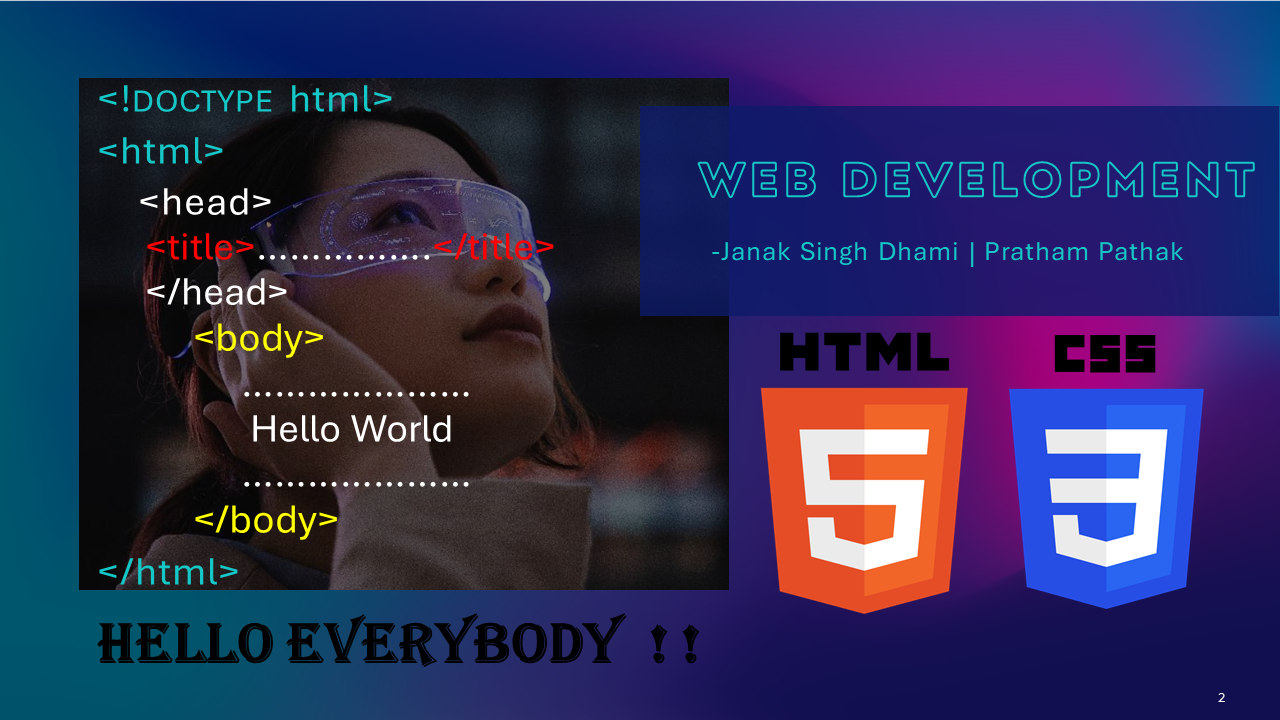 <!DOCTYPE html>
<html>
<head>
<title>................</title>
</head>
<body>
.....................
Hello World
.....................
</body>
</html>
HELLO EVERYBODY !!
WEB DEVELOPMENT
-Janak Singh Dhami | Pratham Pathak
HTML CSS
5 3
2